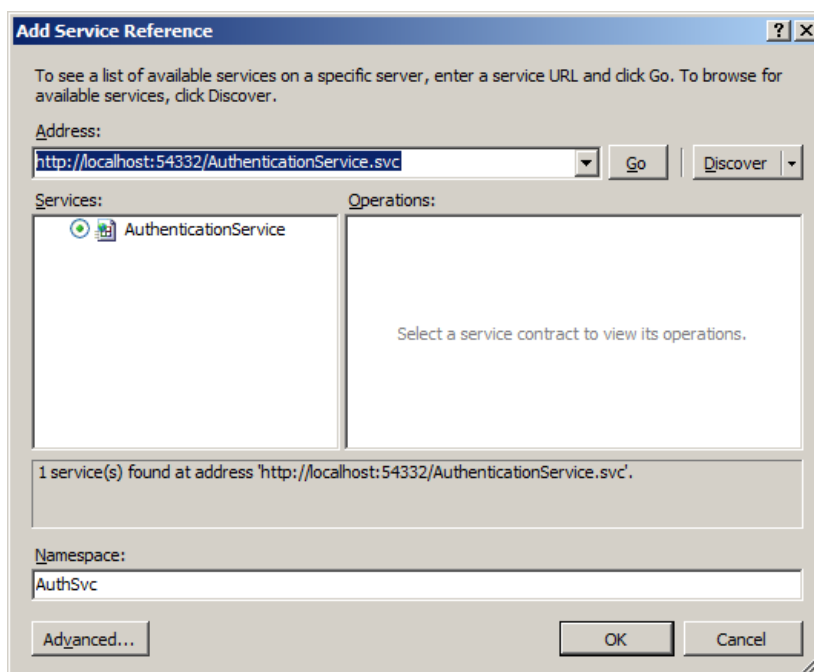 Add Service Reference
To see a list of available services on a specific server, enter a service URL and click Go. To browse for
available services, click Discover.
Address:
http://localhost:54332/AuthenticationService.svc Go Discover
Services: Operations:
AuthenticationService
Select a service contract to view its operations.
1 service(s) found at address 'http://localhost:54332/AuthenticationService.svc'.
Namespace:
AuthSvc
Advanced... OK Cancel